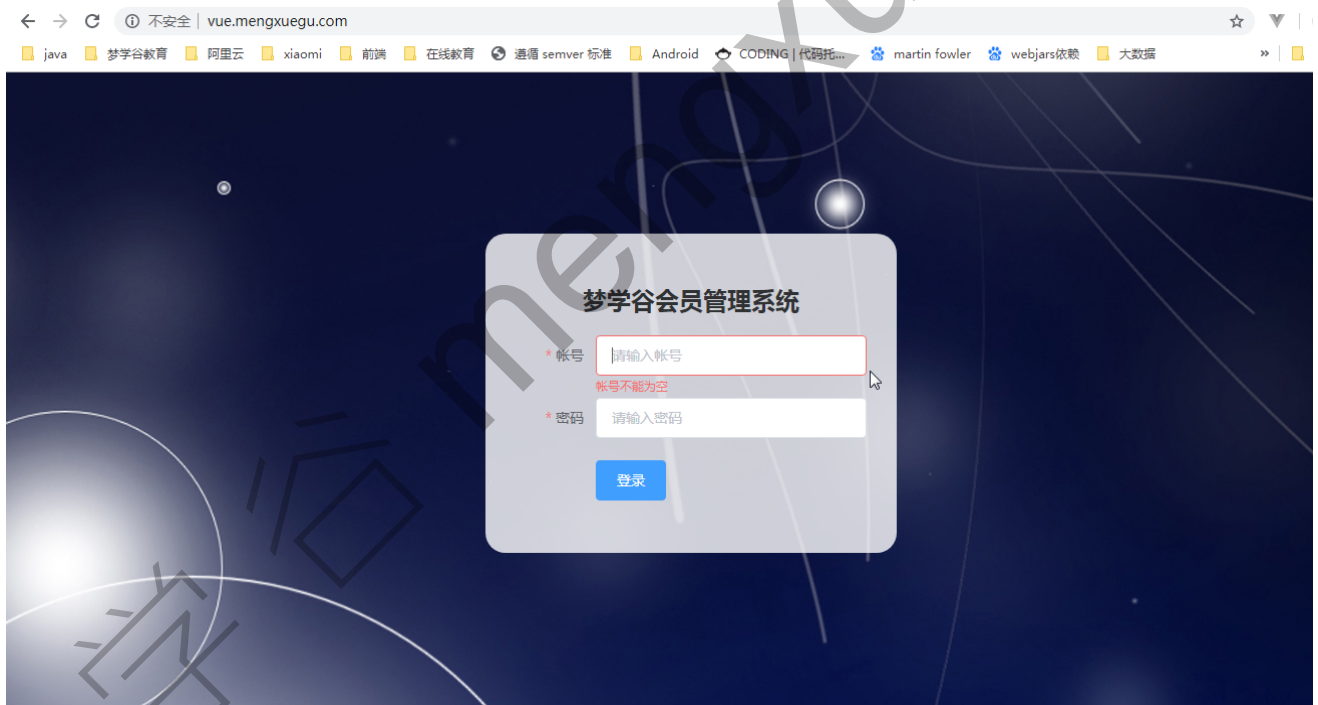 不安全 | vue.mengxuegu.com
java 梦学谷教育 阿里云 xiaomi 前端 在线教育 遵循 semver 标准 Android CODING | 代码托... martin fowler webjars依赖 大数据 »
梦学谷会员管理系统
* 帐号 请输入帐号
帐号不能为空
* 密码 请输入密码
登录
学谷 mengxu